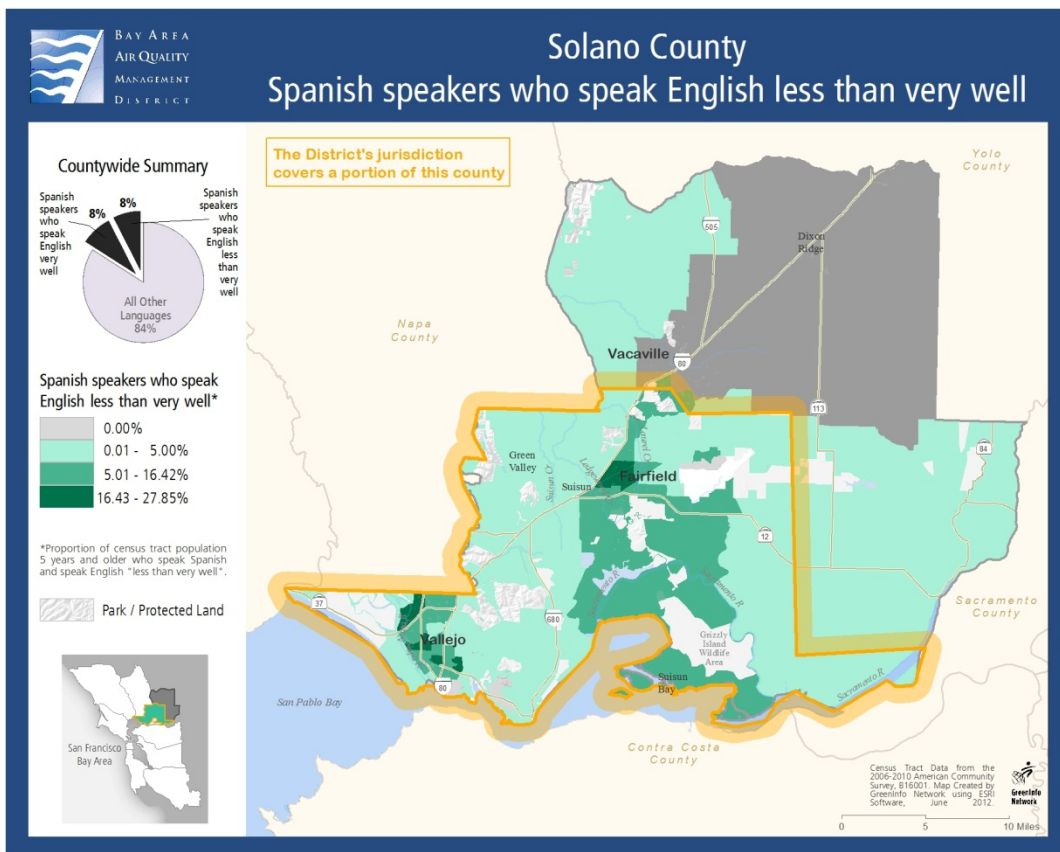 BAY AREA
AIR QUALITY
MANAGEMENT
DISTRICT
Solano County
Spanish speakers who speak English less than very well
Countywide Summary
Spanish
speakers
who
speak
English
very
well
8%
8%
Spanish
speakers
who
speak
English
less
than
very
well
All Other
Languages
84%
Spanish speakers who speak
English less than very well*
0.00%
0.01 - 5.00%
5.01 - 16.42%
16.43 - 27.85%
*Proportion of census tract population
5 years and older who speak Spanish
and speak English "less than very well".
Park / Protected Land
San Francisco
Bay Area
The District's jurisdiction
covers a portion of this county
Yolo
County
505
Dixon
Ridge
Napa
County
Vacaville
80
113
84
Green
Valley
Suisun Cr
Suisun
Fairfield
12
Sacramento R
Sacramento
County
37
Vallejo
680
80
Grizzly
Island
Wildlife
Area
Suisun
Bay
Sacramento R
San Pablo Bay
Contra Costa
County
Census Tract Data from the
2006-2010 American Community
Survey, B16001. Map Created by
GreenInfo Network using ESRI
Software, June 2012.
GreenInfo
Network
0 5 10 Miles